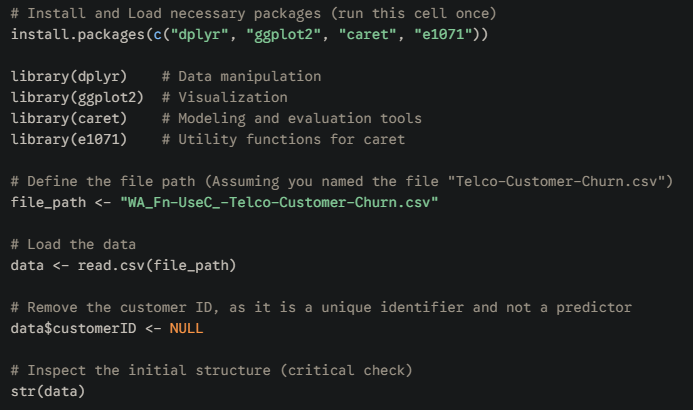 # Install and Load necessary packages (run this cell once)
install.packages(c("dplyr", "ggplot2", "caret", "e1071"))
library(dplyr)    # Data manipulation
library(ggplot2)  # Visualization
library(caret)    # Modeling and evaluation tools
library(e1071)    # Utility functions for caret
# Define the file path (Assuming you named the file "Telco-Customer-Churn.csv")
file_path <- "WA_Fn-UseC_-Telco-Customer-Churn.csv"
# Load the data
data <- read.csv(file_path)
# Remove the customer ID, as it is a unique identifier and not a predictor
data$customerID <- NULL
# Inspect the initial structure (critical check)
str(data)